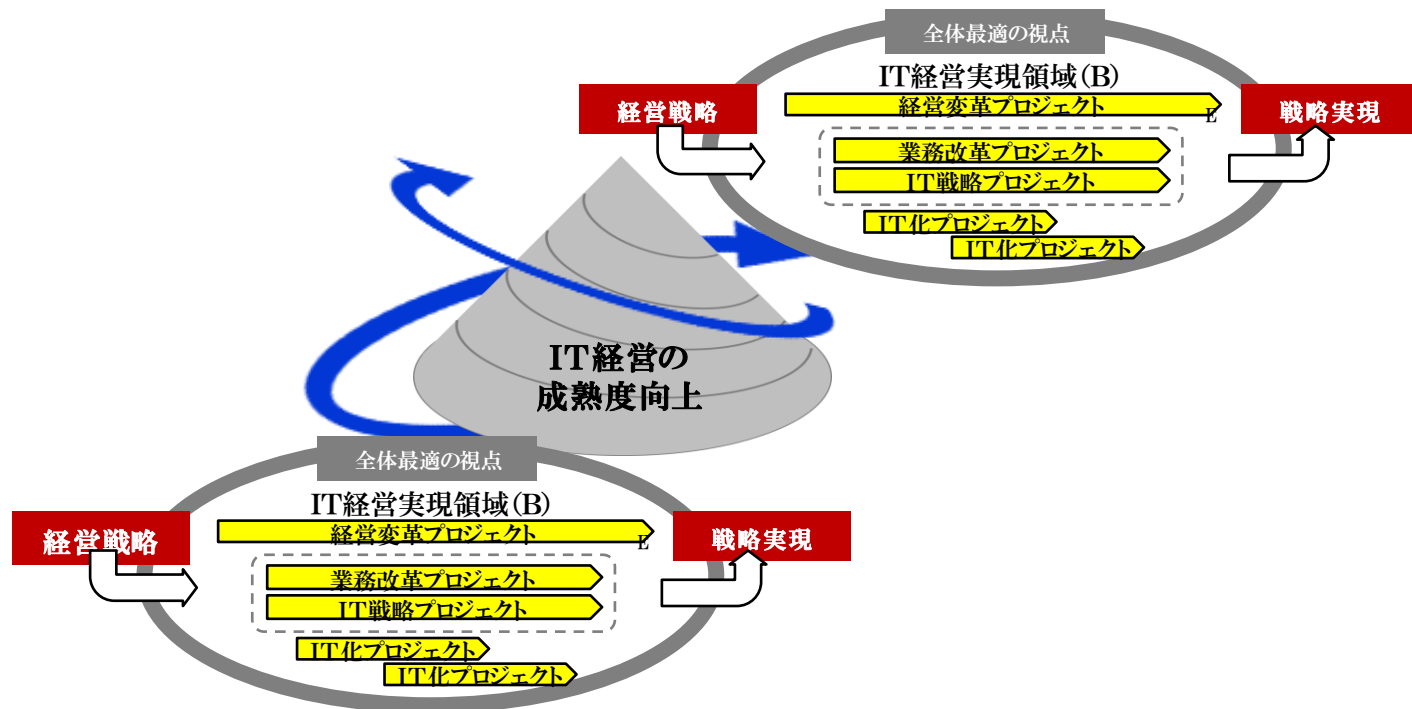 全体最適の視点
IT経営実現領域(B)
経営戦略
経営変革プロジェクト
E
戦略実現
業務改革プロジェクト
IT戦略プロジェクト
IT化プロジェクト
IT化プロジェクト
IT経営の
成熟度向上
全体最適の視点
IT経営実現領域(B)
経営戦略
経営変革プロジェクト
E
戦略実現
業務改革プロジェクト
IT戦略プロジェクト
IT化プロジェクト
IT化プロジェクト